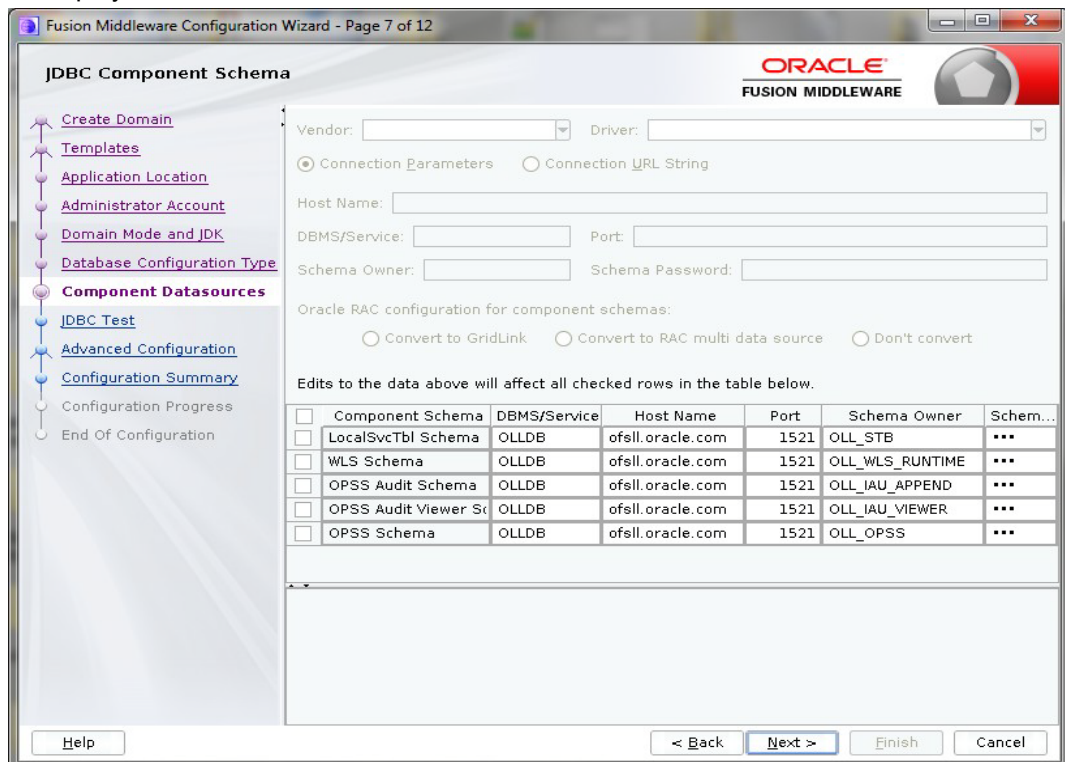 Fusion Middleware Configuration Wizard - Page 7 of 12
JDBC Component Schema
ORACLE
FUSION MIDDLEWARE
Create Domain
Templates
Application Location
Administrator Account
Domain Mode and JDK
Database Configuration Type
Component Datasources
JDBC Test
Advanced Configuration
Configuration Summary
Configuration Progress
End Of Configuration
Vendor: Driver:
Connection Parameters Connection URL String
Host Name:
DBMS/Service: Port:
Schema Owner: Schema Password:
Oracle RAC configuration for component schemas:
Convert to GridLink Convert to RAC multi data source Don't convert
Edits to the data above will affect all checked rows in the table below.
Component Schema DBMS/Service Host Name Port Schema Owner Schem...
LocalSvcTbl Schema OLLDB ofsll.oracle.com 1521 OLL_STB •••
WLS Schema OLLDB ofsll.oracle.com 1521 OLL_WLS_RUNTIME •••
OPSS Audit Schema OLLDB ofsll.oracle.com 1521 OLL_IAU_APPEND •••
OPSS Audit Viewer Sc OLLDB ofsll.oracle.com 1521 OLL_IAU_VIEWER •••
OPSS Schema OLLDB ofsll.oracle.com 1521 OLL_OPSS •••
Help < Back Next > Finish Cancel